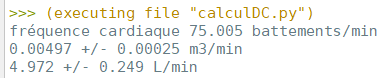 >>> (executing file "calculDC.py")
fréquence cardiaque 75.005 battements/min
0.00497 +/- 0.00025 m3/min
4.972 +/- 0.249 L/min